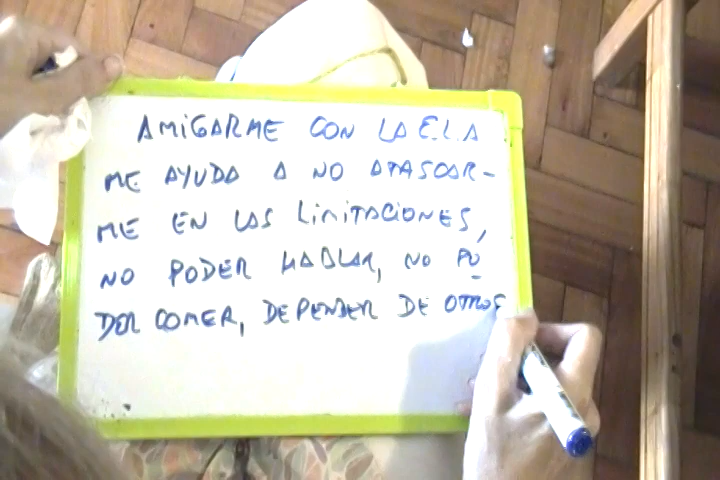 AMIGARME CON LA E.L.A
ME AYUDA A NO ATASCAR-
ME EN LAS LIMITACIONES,
NO PODER HABLAR, NO PO-
DER COMER, DEPENDER DE OTROS